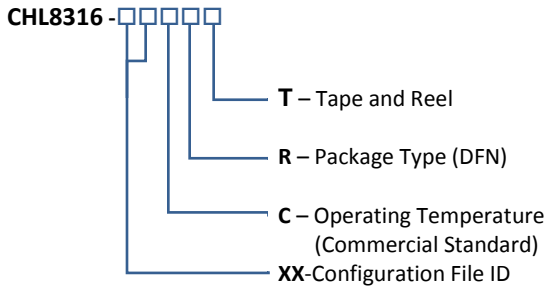 CHL8316 -□□□□□
T – Tape and Reel
R – Package Type (DFN)
C – Operating Temperature
(Commercial Standard)
XX-Configuration File ID